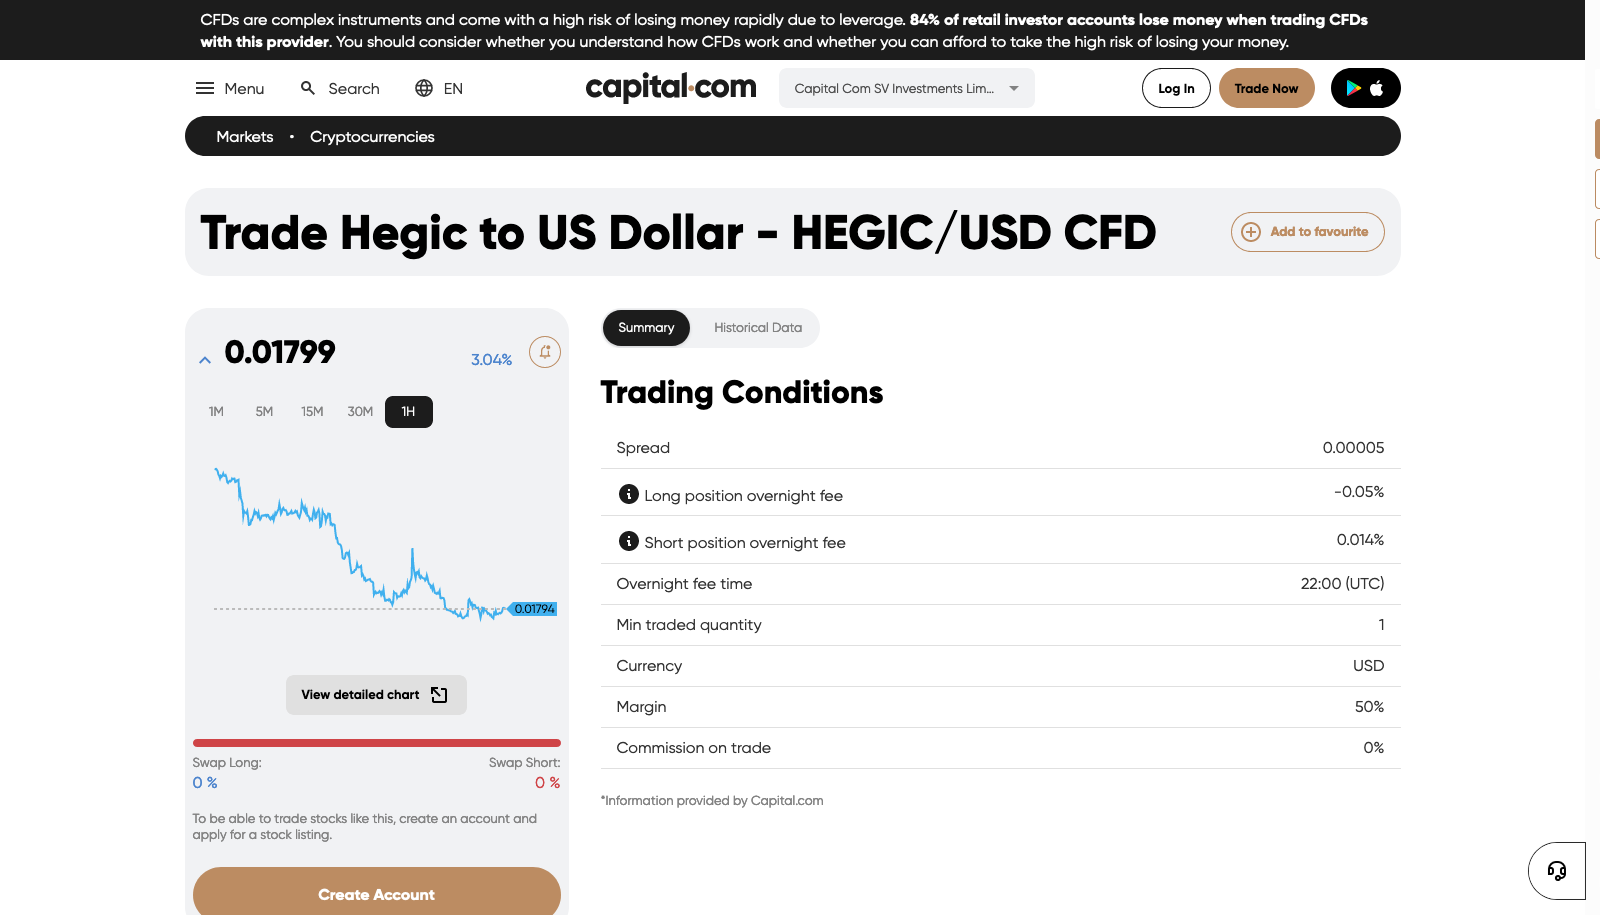 CFDs are complex instruments and come with a high risk of losing money rapidly due to leverage. 84% of retail investor accounts lose money when trading CFDs
with this provider. You should consider whether you understand how CFDs work and whether you can afford to take the high risk of losing your money.
Menu
Search
EN
capital.com
Capital Com SV Investments Lim...
Log In
Trade Now
Markets • Cryptocurrencies
Trade Hegic to US Dollar - HEGIC/USD CFD
Add to favourite
0.01799
3.04%
1M 5M 15M 30M 1H
0.01794
View detailed chart
Swap Long: Swap Short:
0 % 0 %
To be able to trade stocks like this, create an account and
apply for a stock listing.
Create Account
Summary Historical Data
Trading Conditions
Spread 0.00005
Long position overnight fee -0.05%
Short position overnight fee 0.014%
Overnight fee time 22:00 (UTC)
Min traded quantity 1
Currency USD
Margin 50%
Commission on trade 0%
*Information provided by Capital.com